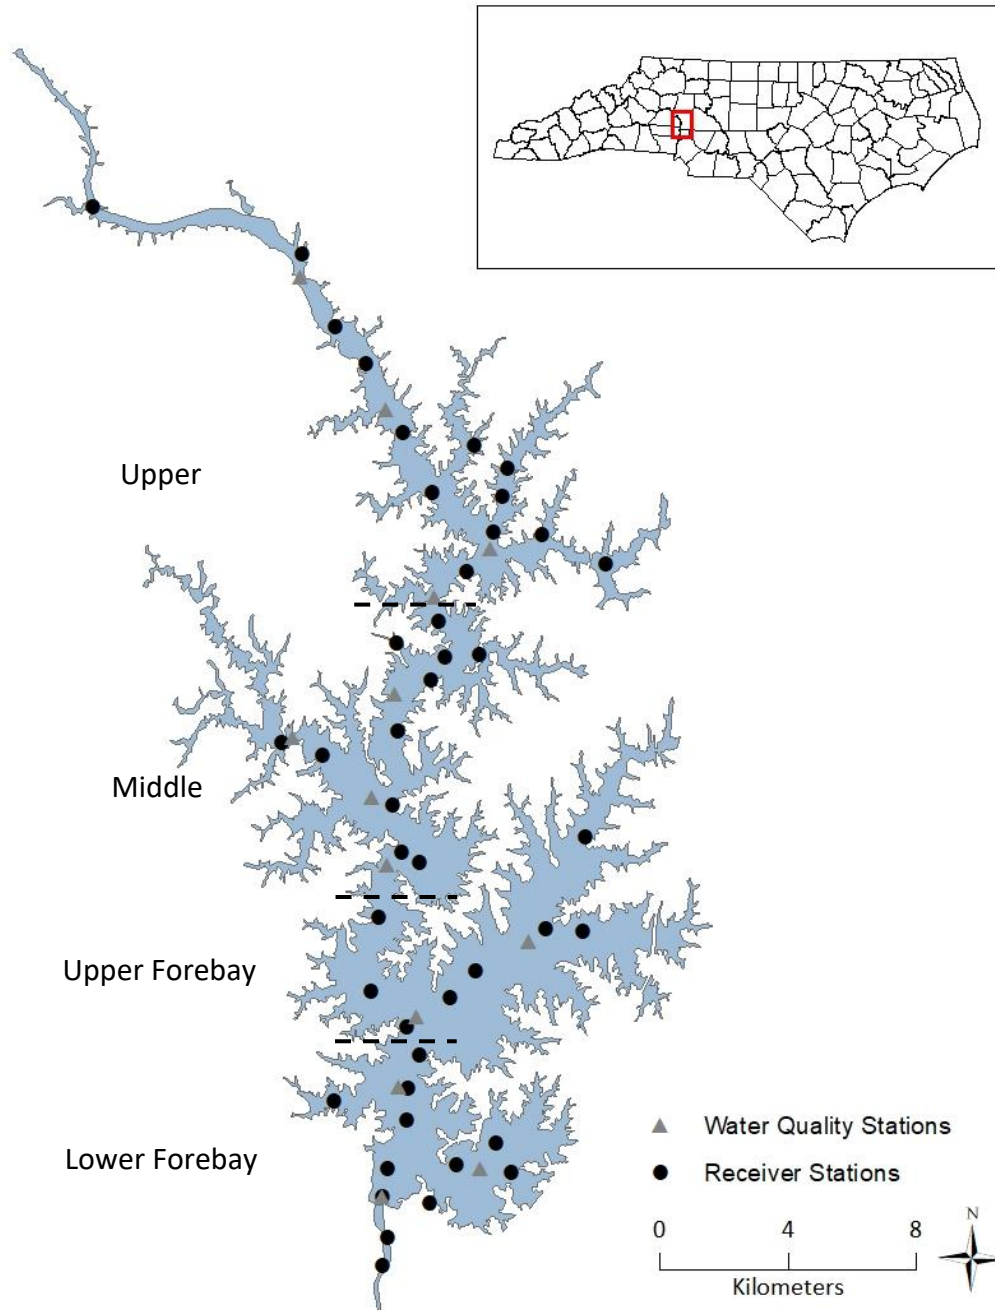 Upper
Middle
Upper Forebay
Lower Forebay
Water Quality Stations
Receiver Stations
0 4 8
Kilometers
N